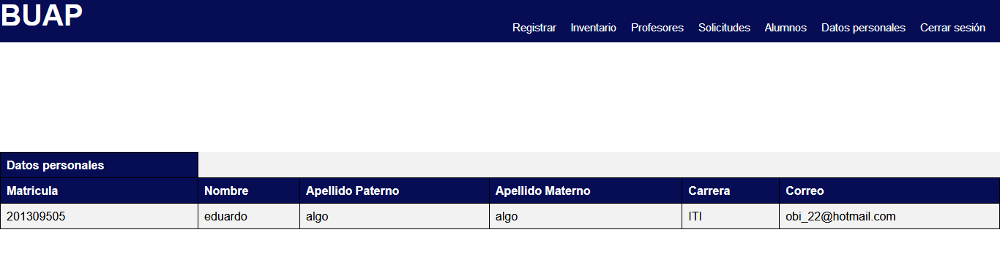 BUAP
Registrar Inventario Profesores Solicitudes Alumnos Datos personales Cerrar sesión
Datos personales
Matricula Nombre Apellido Paterno Apellido Materno Carrera Correo
201309505 eduardo algo algo ITI obi_22@hotmail.com